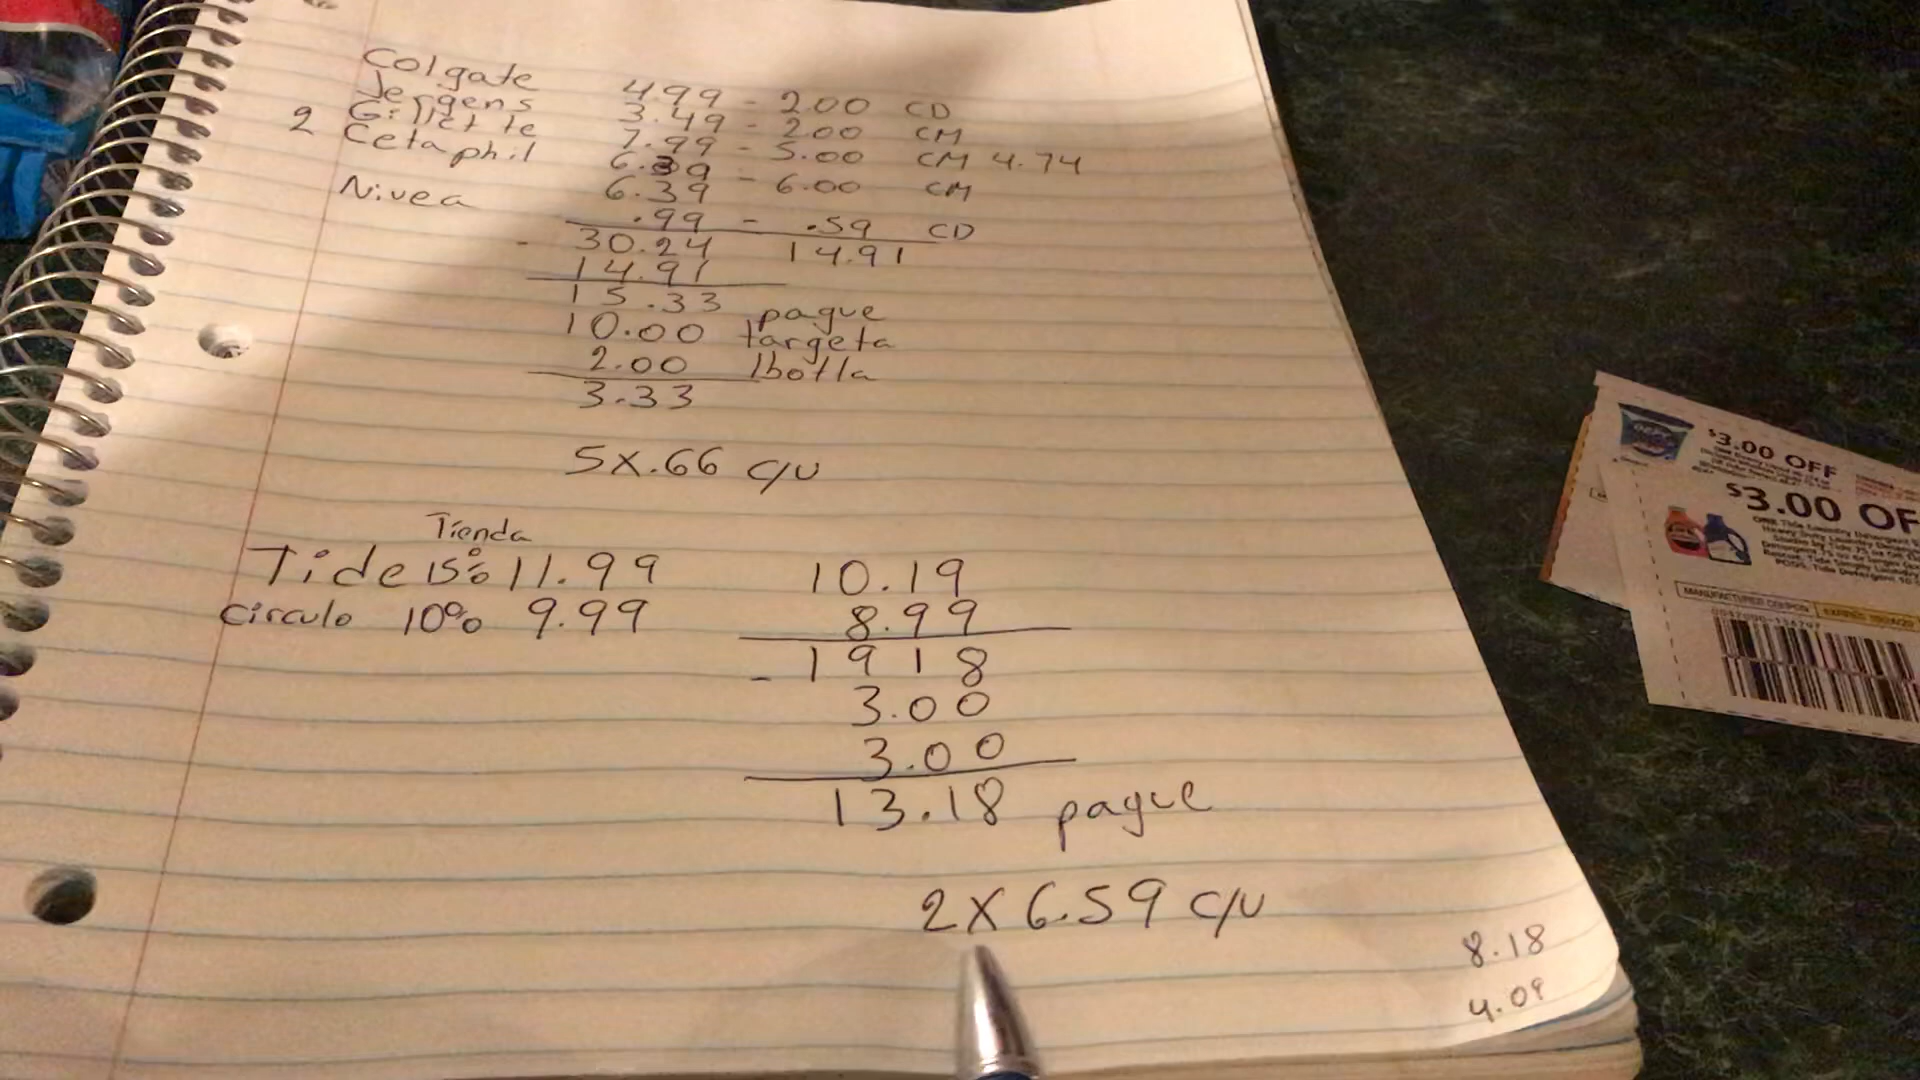 Colgate 499 - 2.00 CD
Jergens 3.49 - 2.00 CM
Gillette 7.99 - 5.00 CM 4.74
2 Cetaphil 6.39 - 6.00 CM
6.39
Nivea .99 - .59 CD
- 30.24 14.91
14.91
15.33 pague
10.00 targeta
2.00 Ibotta
3.33
5X.66 c/u
Tienda
Tide 15% 11.99 10.19
circulo 10% 9.99 8.99
- 1918
3.00
3.00
13.18 pague
2X6.59 c/u
8.18
4.09
$3.00 OFF
$3.00 OF
MANUFACTURER COUPON